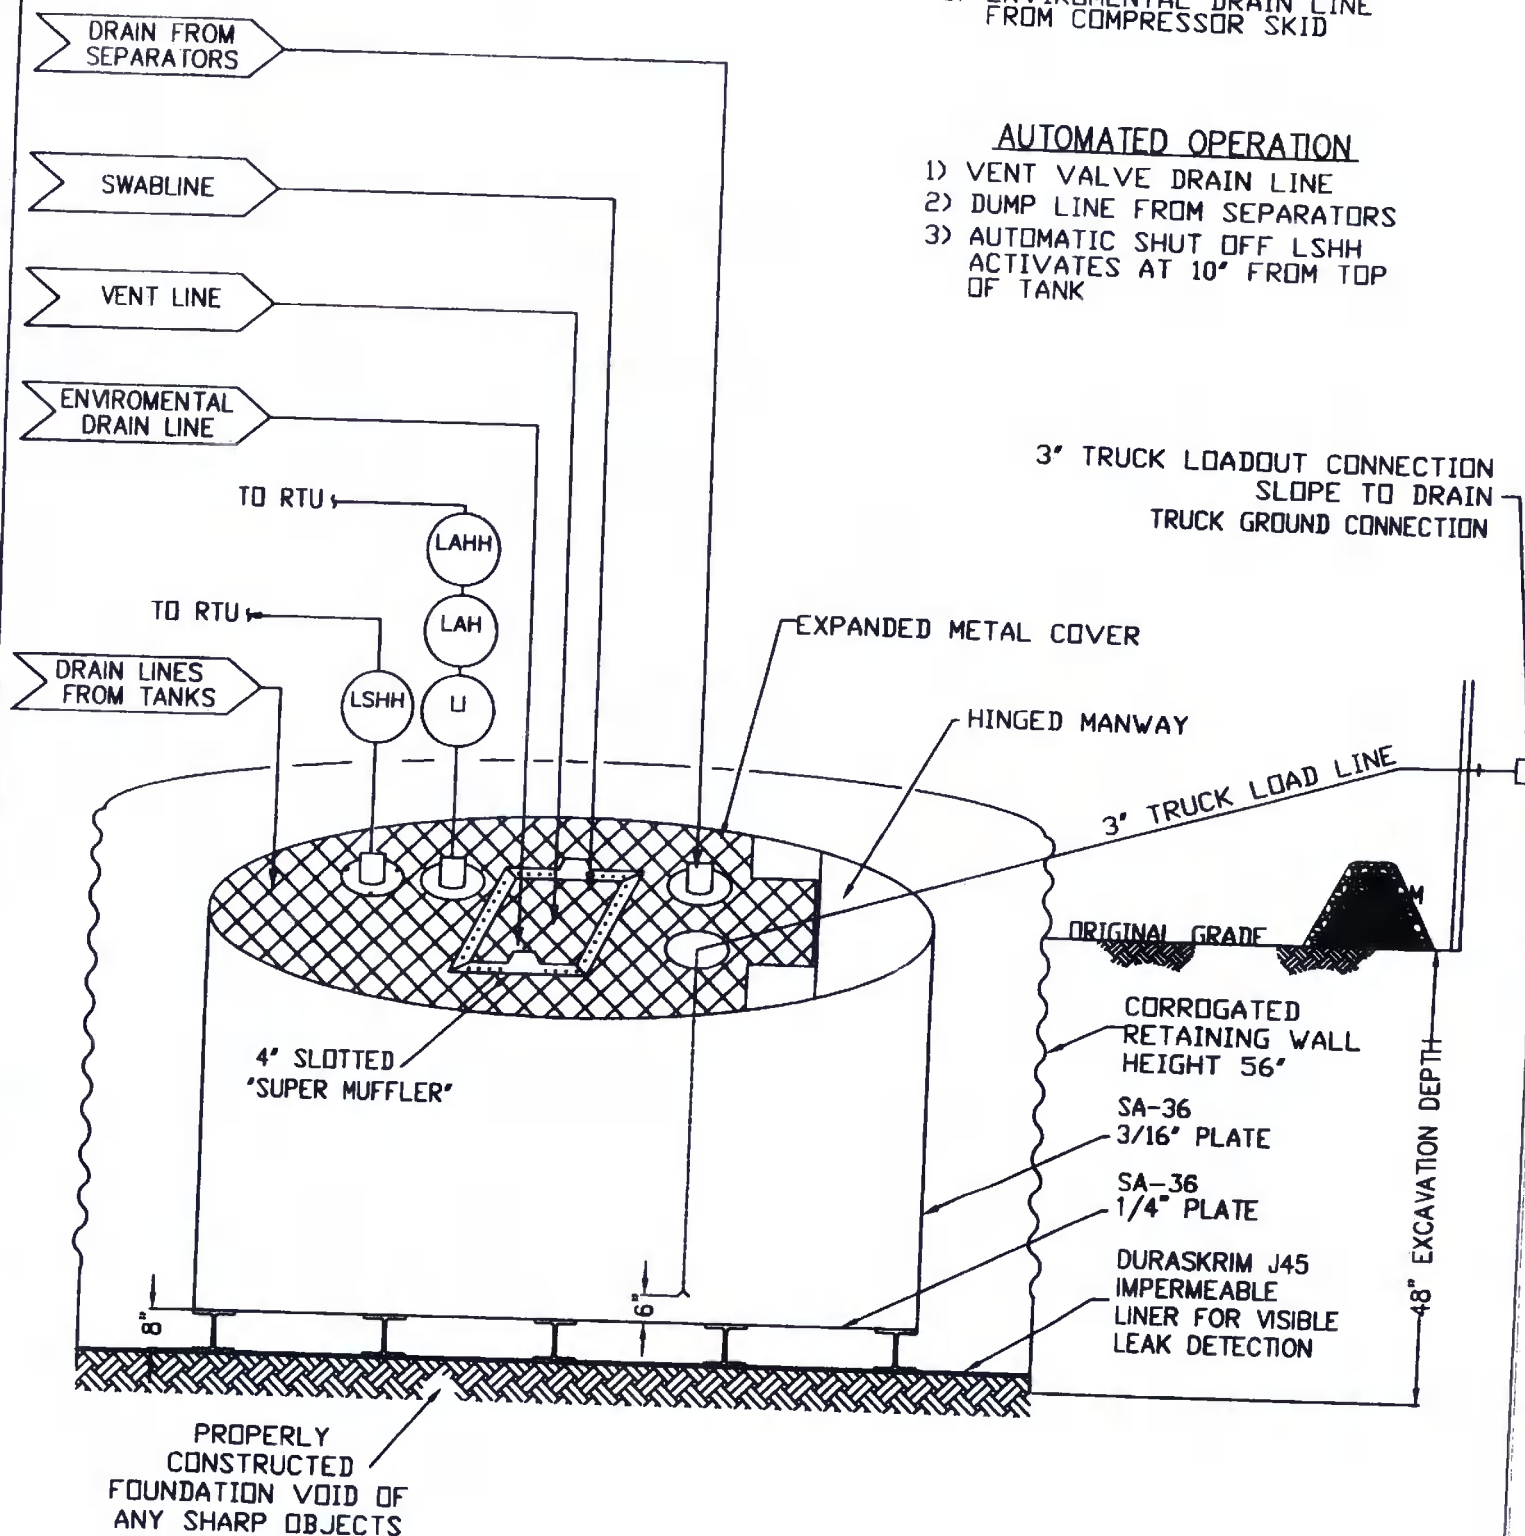 ENVIROMENTAL DRAIN LINE
FROM COMPRESSOR SKID
DRAIN FROM
SEPARATORS
AUTOMATED OPERATION
1) VENT VALVE DRAIN LINE
2) DUMP LINE FROM SEPARATORS
3) AUTOMATIC SHUT OFF LSHH
ACTIVATES AT 10" FROM TOP
OF TANK
SWABLINE
VENT LINE
ENVIROMENTAL
DRAIN LINE
3" TRUCK LOADOUT CONNECTION
SLOPE TO DRAIN
TRUCK GROUND CONNECTION
TO RTU
LAHH
TO RTU
LAH
EXPANDED METAL COVER
DRAIN LINES
FROM TANKS
LSHH
LI
HINGED MANWAY
3" TRUCK LOAD LINE
ORIGINAL GRADE
CORROGATED
RETAINING WALL
HEIGHT 56"
4" SLOTTED
"SUPER MUFFLER"
SA-36
3/16" PLATE
SA-36
1/4" PLATE
48" EXCAVATION DEPTH
DURASKRIM J45
IMPERMEABLE
LINER FOR VISIBLE
LEAK DETECTION
8"
6"
PROPERLY
CONSTRUCTED
FOUNDATION VOID OF
ANY SHARP OBJECTS